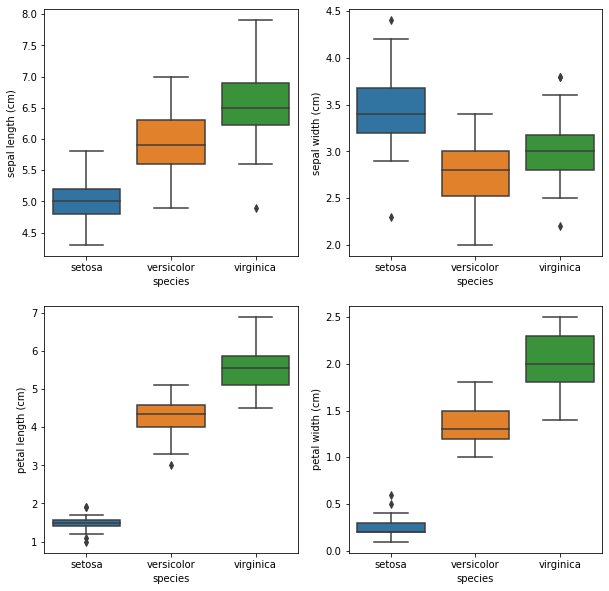 8.0
7.5
7.0
6.5
6.0
5.5
5.0
4.5
sepal length (cm)
setosa versicolor virginica
species
4.5
4.0
3.5
3.0
2.5
2.0
sepal width (cm)
setosa versicolor virginica
species
7
6
5
4
3
2
1
petal length (cm)
setosa versicolor virginica
species
2.5
2.0
1.5
1.0
0.5
0.0
petal width (cm)
setosa versicolor virginica
species